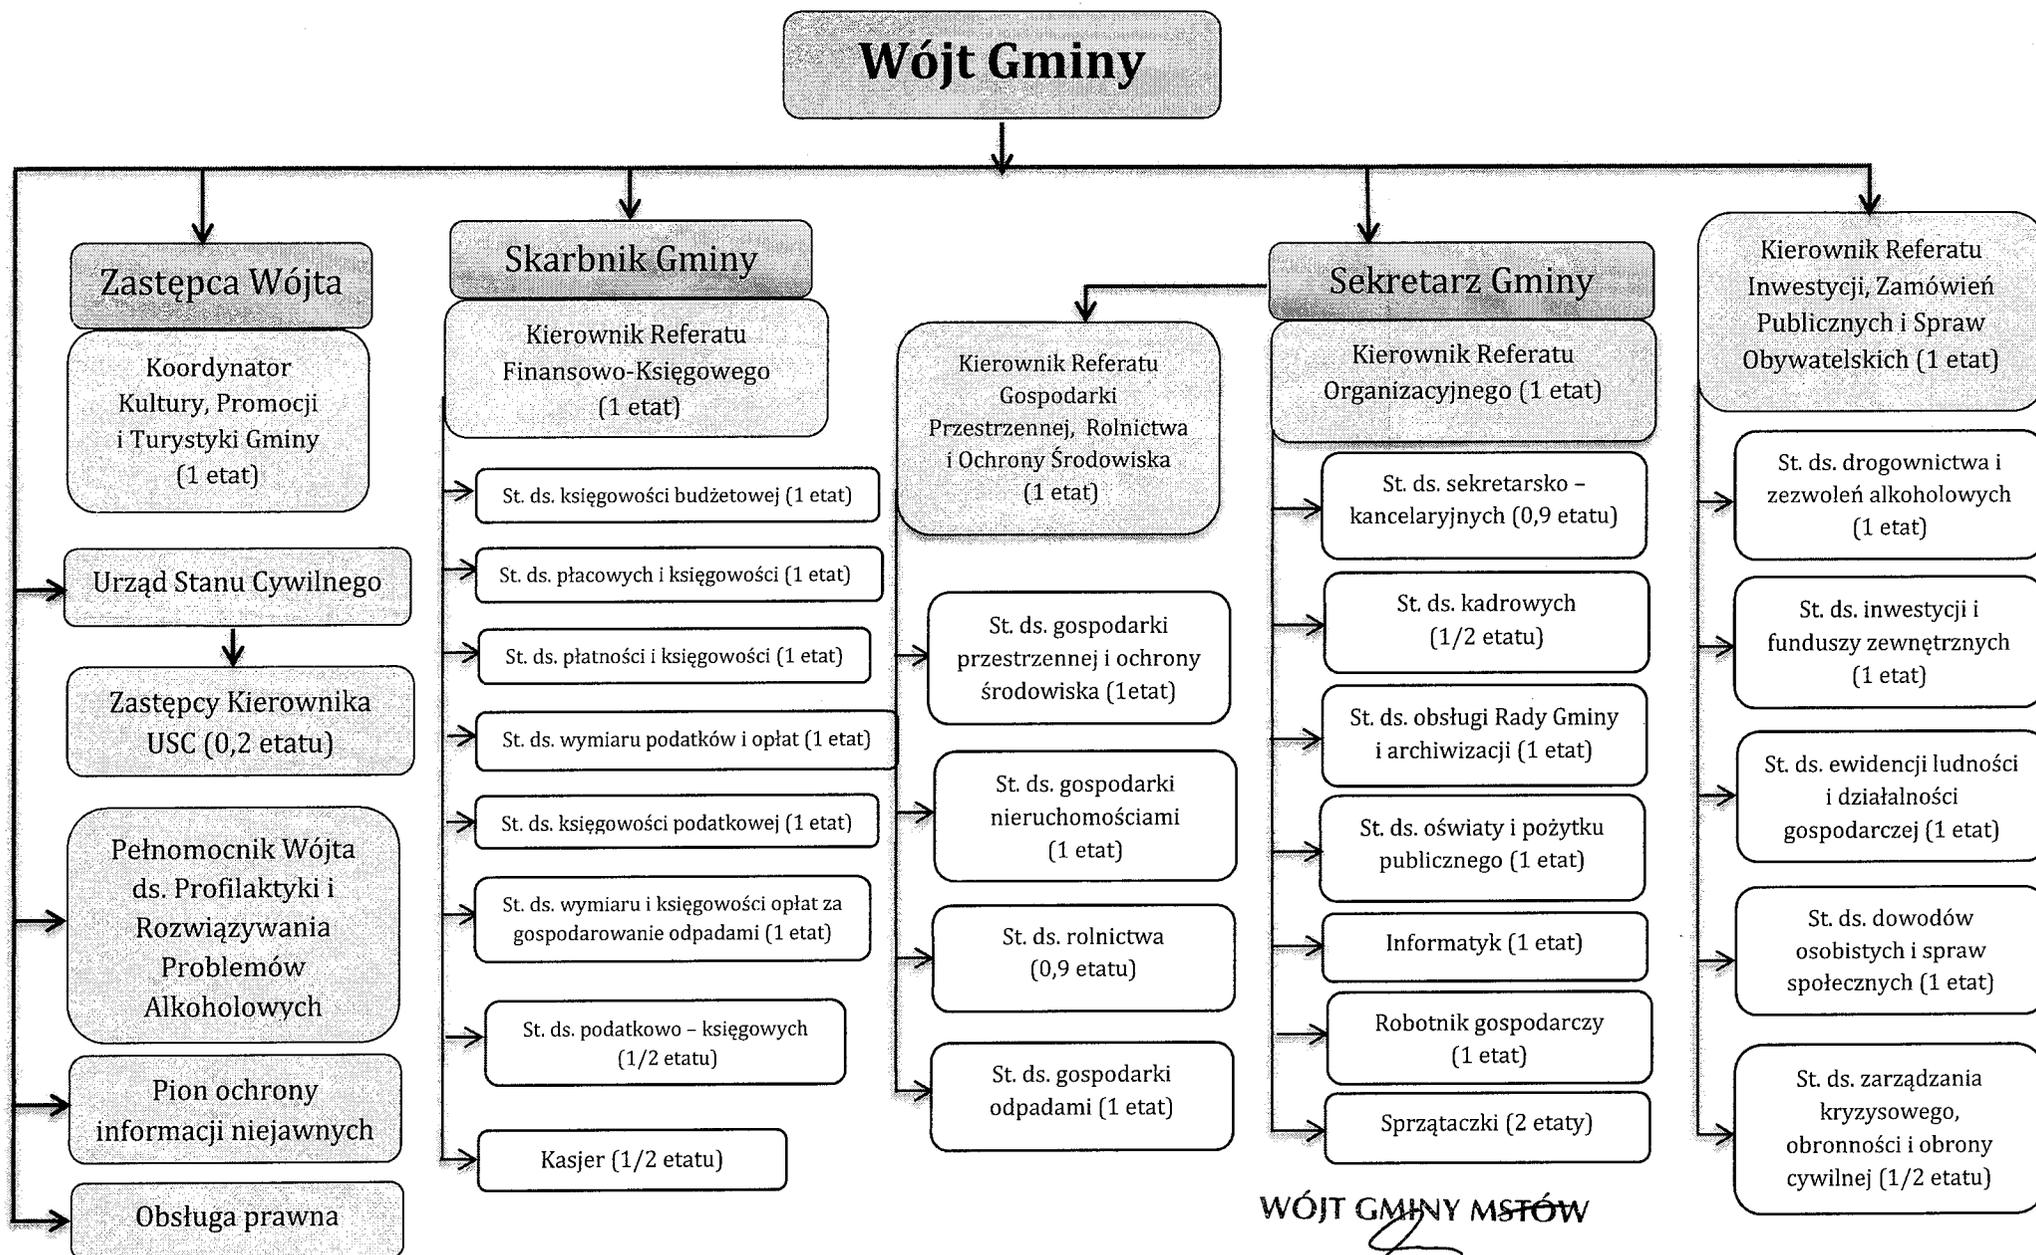 Wójt Gminy
Zastępca Wójta
Koordynator
Kultury, Promocji
i Turystyki Gminy
(1 etat)
Urząd Stanu Cywilnego
Zastępcy Kierownika
USC (0,2 etatu)
Pełnomocnik Wójta
ds. Profilaktyki i
Rozwiązywania
Problemów
Alkoholowych
Pion ochrony
informacji niejawnych
Obsługa prawna
Skarbnik Gminy
Kierownik Referatu
Finansowo-Księgowego
(1 etat)
St. ds. księgowości budżetowej (1 etat)
St. ds. płacowych i księgowości (1 etat)
St. ds. płatności i księgowości (1 etat)
St. ds. wymiaru podatków i opłat (1 etat)
St. ds. księgowości podatkowej (1 etat)
St. ds. wymiaru i księgowości opłat za
gospodarowanie odpadami (1 etat)
St. ds. podatkowo – księgowych
(1/2 etatu)
Kasjer (1/2 etatu)
Kierownik Referatu
Gospodarki
Przestrzennej, Rolnictwa
i Ochrony Środowiska
(1 etat)
St. ds. gospodarki
przestrzennej i ochrony
środowiska (1etat)
St. ds. gospodarki
nieruchomościami
(1 etat)
St. ds. rolnictwa
(0,9 etatu)
St. ds. gospodarki
odpadami (1 etat)
Sekretarz Gminy
Kierownik Referatu
Organizacyjnego (1 etat)
St. ds. sekretarsko –
kancelaryjnych (0,9 etatu)
St. ds. kadrowych
(1/2 etatu)
St. ds. obsługi Rady Gminy
i archiwizacji (1 etat)
St. ds. oświaty i pożytku
publicznego (1 etat)
Informatyk (1 etat)
Robotnik gospodarczy
(1 etat)
Sprzątaczki (2 etaty)
Kierownik Referatu
Inwestycji, Zamówień
Publicznych i Spraw
Obywatelskich (1 etat)
St. ds. drogownictwa i
zezwoleń alkoholowych
(1 etat)
St. ds. inwestycji i
funduszy zewnętrznych
(1 etat)
St. ds. ewidencji ludności
i działalności
gospodarczej (1 etat)
St. ds. dowodów
osobistych i spraw
społecznych (1 etat)
St. ds. zarządzania
kryzysowego,
obronności i obrony
cywilnej (1/2 etatu)
WÓJT GMINY MSTÓW